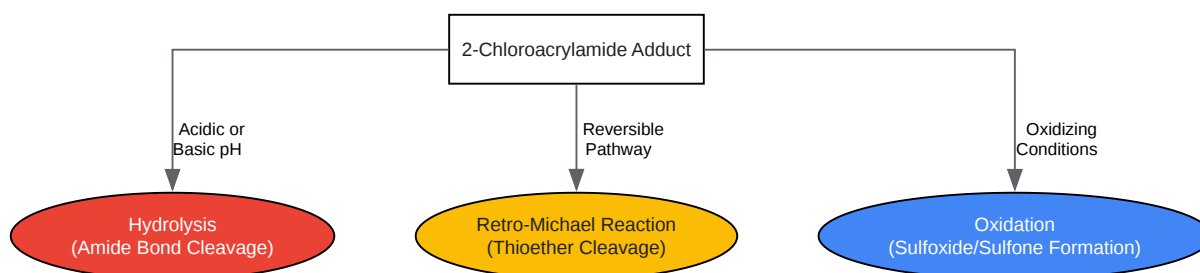 2-Chloroacrylamide Adduct
Acidic or
Basic pH
Reversible
Pathway
Oxidizing
Conditions
Hydrolysis
(Amide Bond Cleavage)
Retro-Michael Reaction
(Thioether Cleavage)
Oxidation
(Sulfoxide/Sulfone Formation)